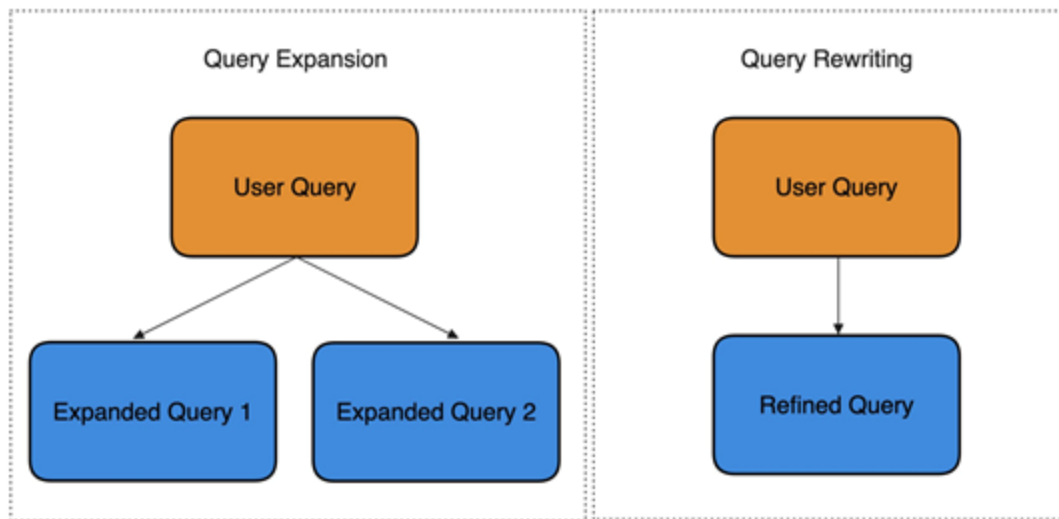 Query Expansion
User Query
Expanded Query 1
Expanded Query 2
Query Rewriting
User Query
Refined Query